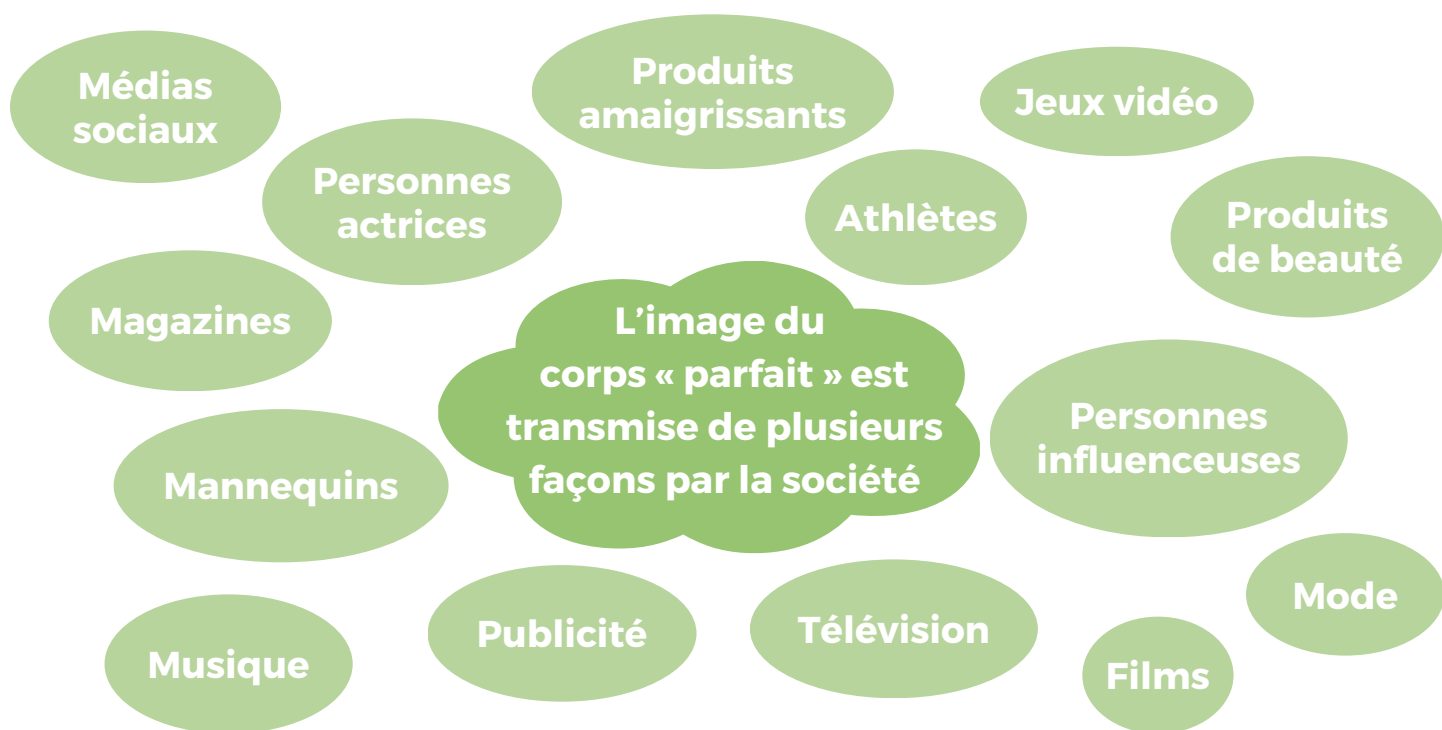 Médias
sociaux
Produits
amaigrissants
Jeux vidéo
Personnes
actrices
Athlètes
Produits
de beauté
Magazines
L’image du
corps « parfait » est
transmise de plusieurs
façons par la société
Personnes
influenceuses
Mannequins
Mode
Musique
Publicité
Télévision
Films